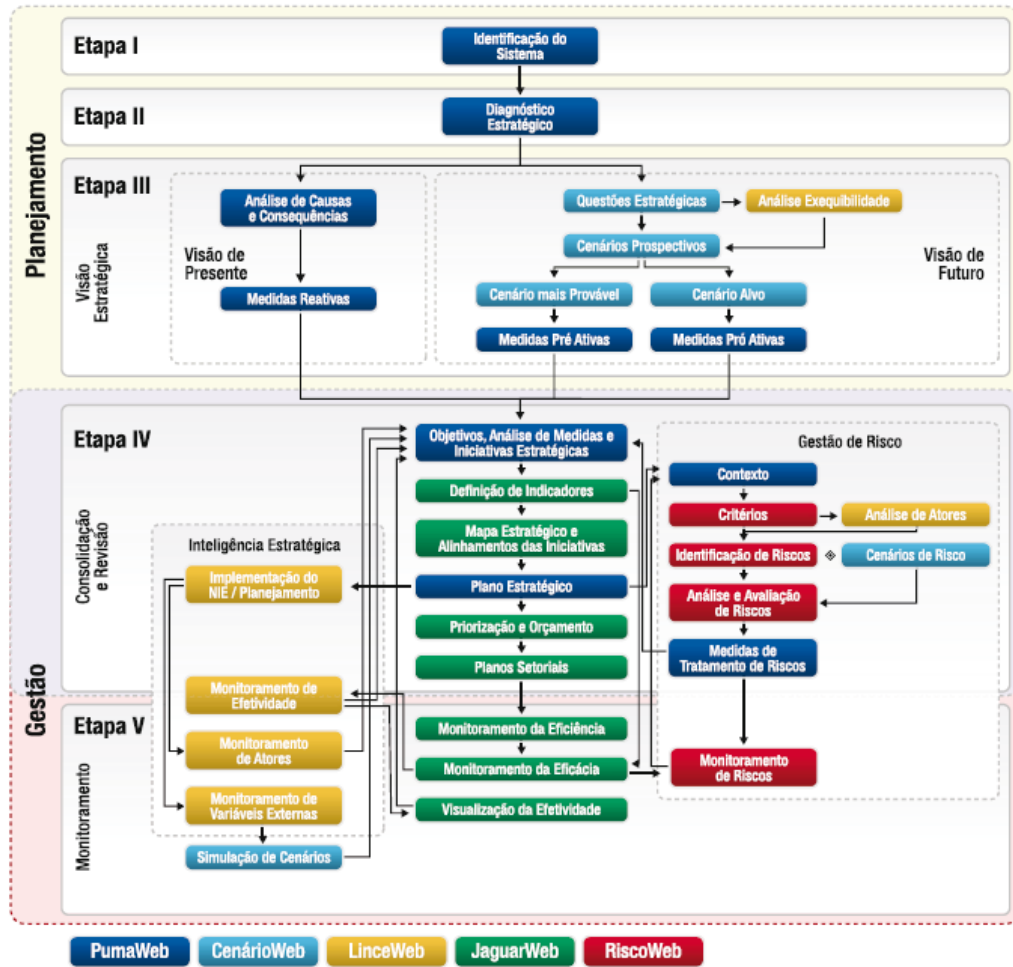 Planejamento
Gestão
Etapa I
Identificação do
Sistema
Etapa II
Diagnóstico
Estratégico
Etapa III
Visão
Estratégica
Análise de Causas
e Consequências
Visão de
Presente
Medidas Reativas
Questões Estratégicas
Análise Exequibilidade
Cenários Prospectivos
Visão de
Futuro
Cenário mais Provável
Cenário Alvo
Medidas Pré Ativas
Medidas Pró Ativas
Etapa IV
Consolidação
e Revisão
Objetivos, Análise de Medidas e
Iniciativas Estratégicas
Definição de Indicadores
Mapa Estratégico e
Alinhamentos das Iniciativas
Plano Estratégico
Priorização e Orçamento
Planos Setoriais
Inteligência Estratégica
Implementação do
NIE / Planejamento
Monitoramento de
Efetividade
Monitoramento
de Atores
Monitoramento de
Variáveis Externas
Simulação de Cenários
Gestão de Risco
Contexto
Critérios
Análise de Atores
Identificação de Riscos
Cenários de Risco
Análise e Avaliação
de Riscos
Medidas de
Tratamento de Riscos
Monitoramento
de Riscos
Etapa V
Monitoramento
Monitoramento da Eficiência
Monitoramento da Eficácia
Visualização da Efetividade
PumaWeb
CenárioWeb
LinceWeb
JaguarWeb
RiscoWeb